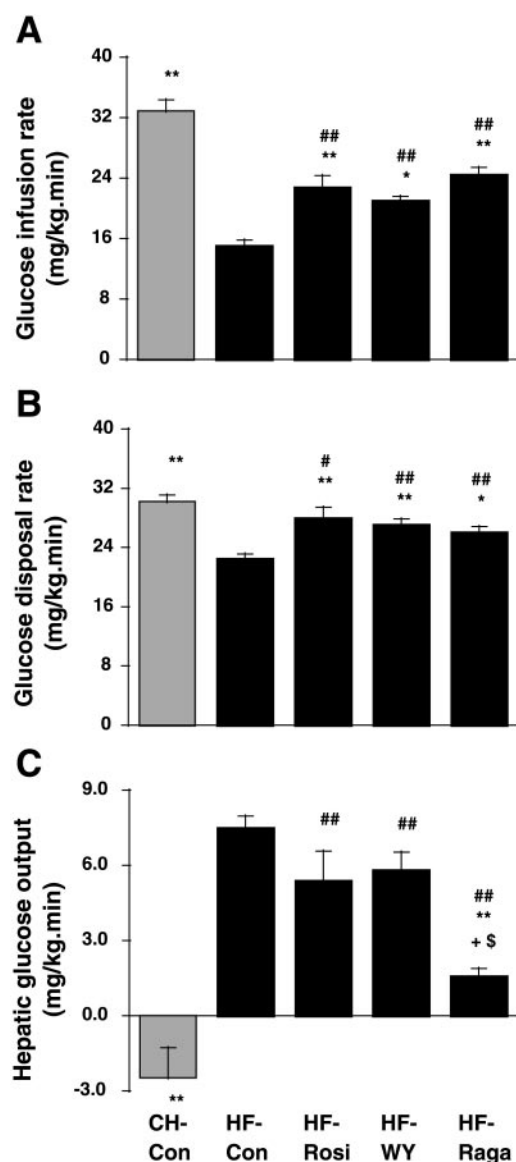 A
Glucose infusion rate
(mg/kg.min)
40
32
24
16
8
0
**
##
**
##
*
##
**
B
Glucose disposal rate
(mg/kg.min)
40
32
24
16
8
0
**
#
**
##
**
##
*
C
Hepatic glucose output
(mg/kg.min)
9.0
6.0
3.0
0.0
-3.0
**
##
##
##
**
+ $
CH-
Con
HF-
Con
HF-
Rosi
HF-
WY
HF-
Raga